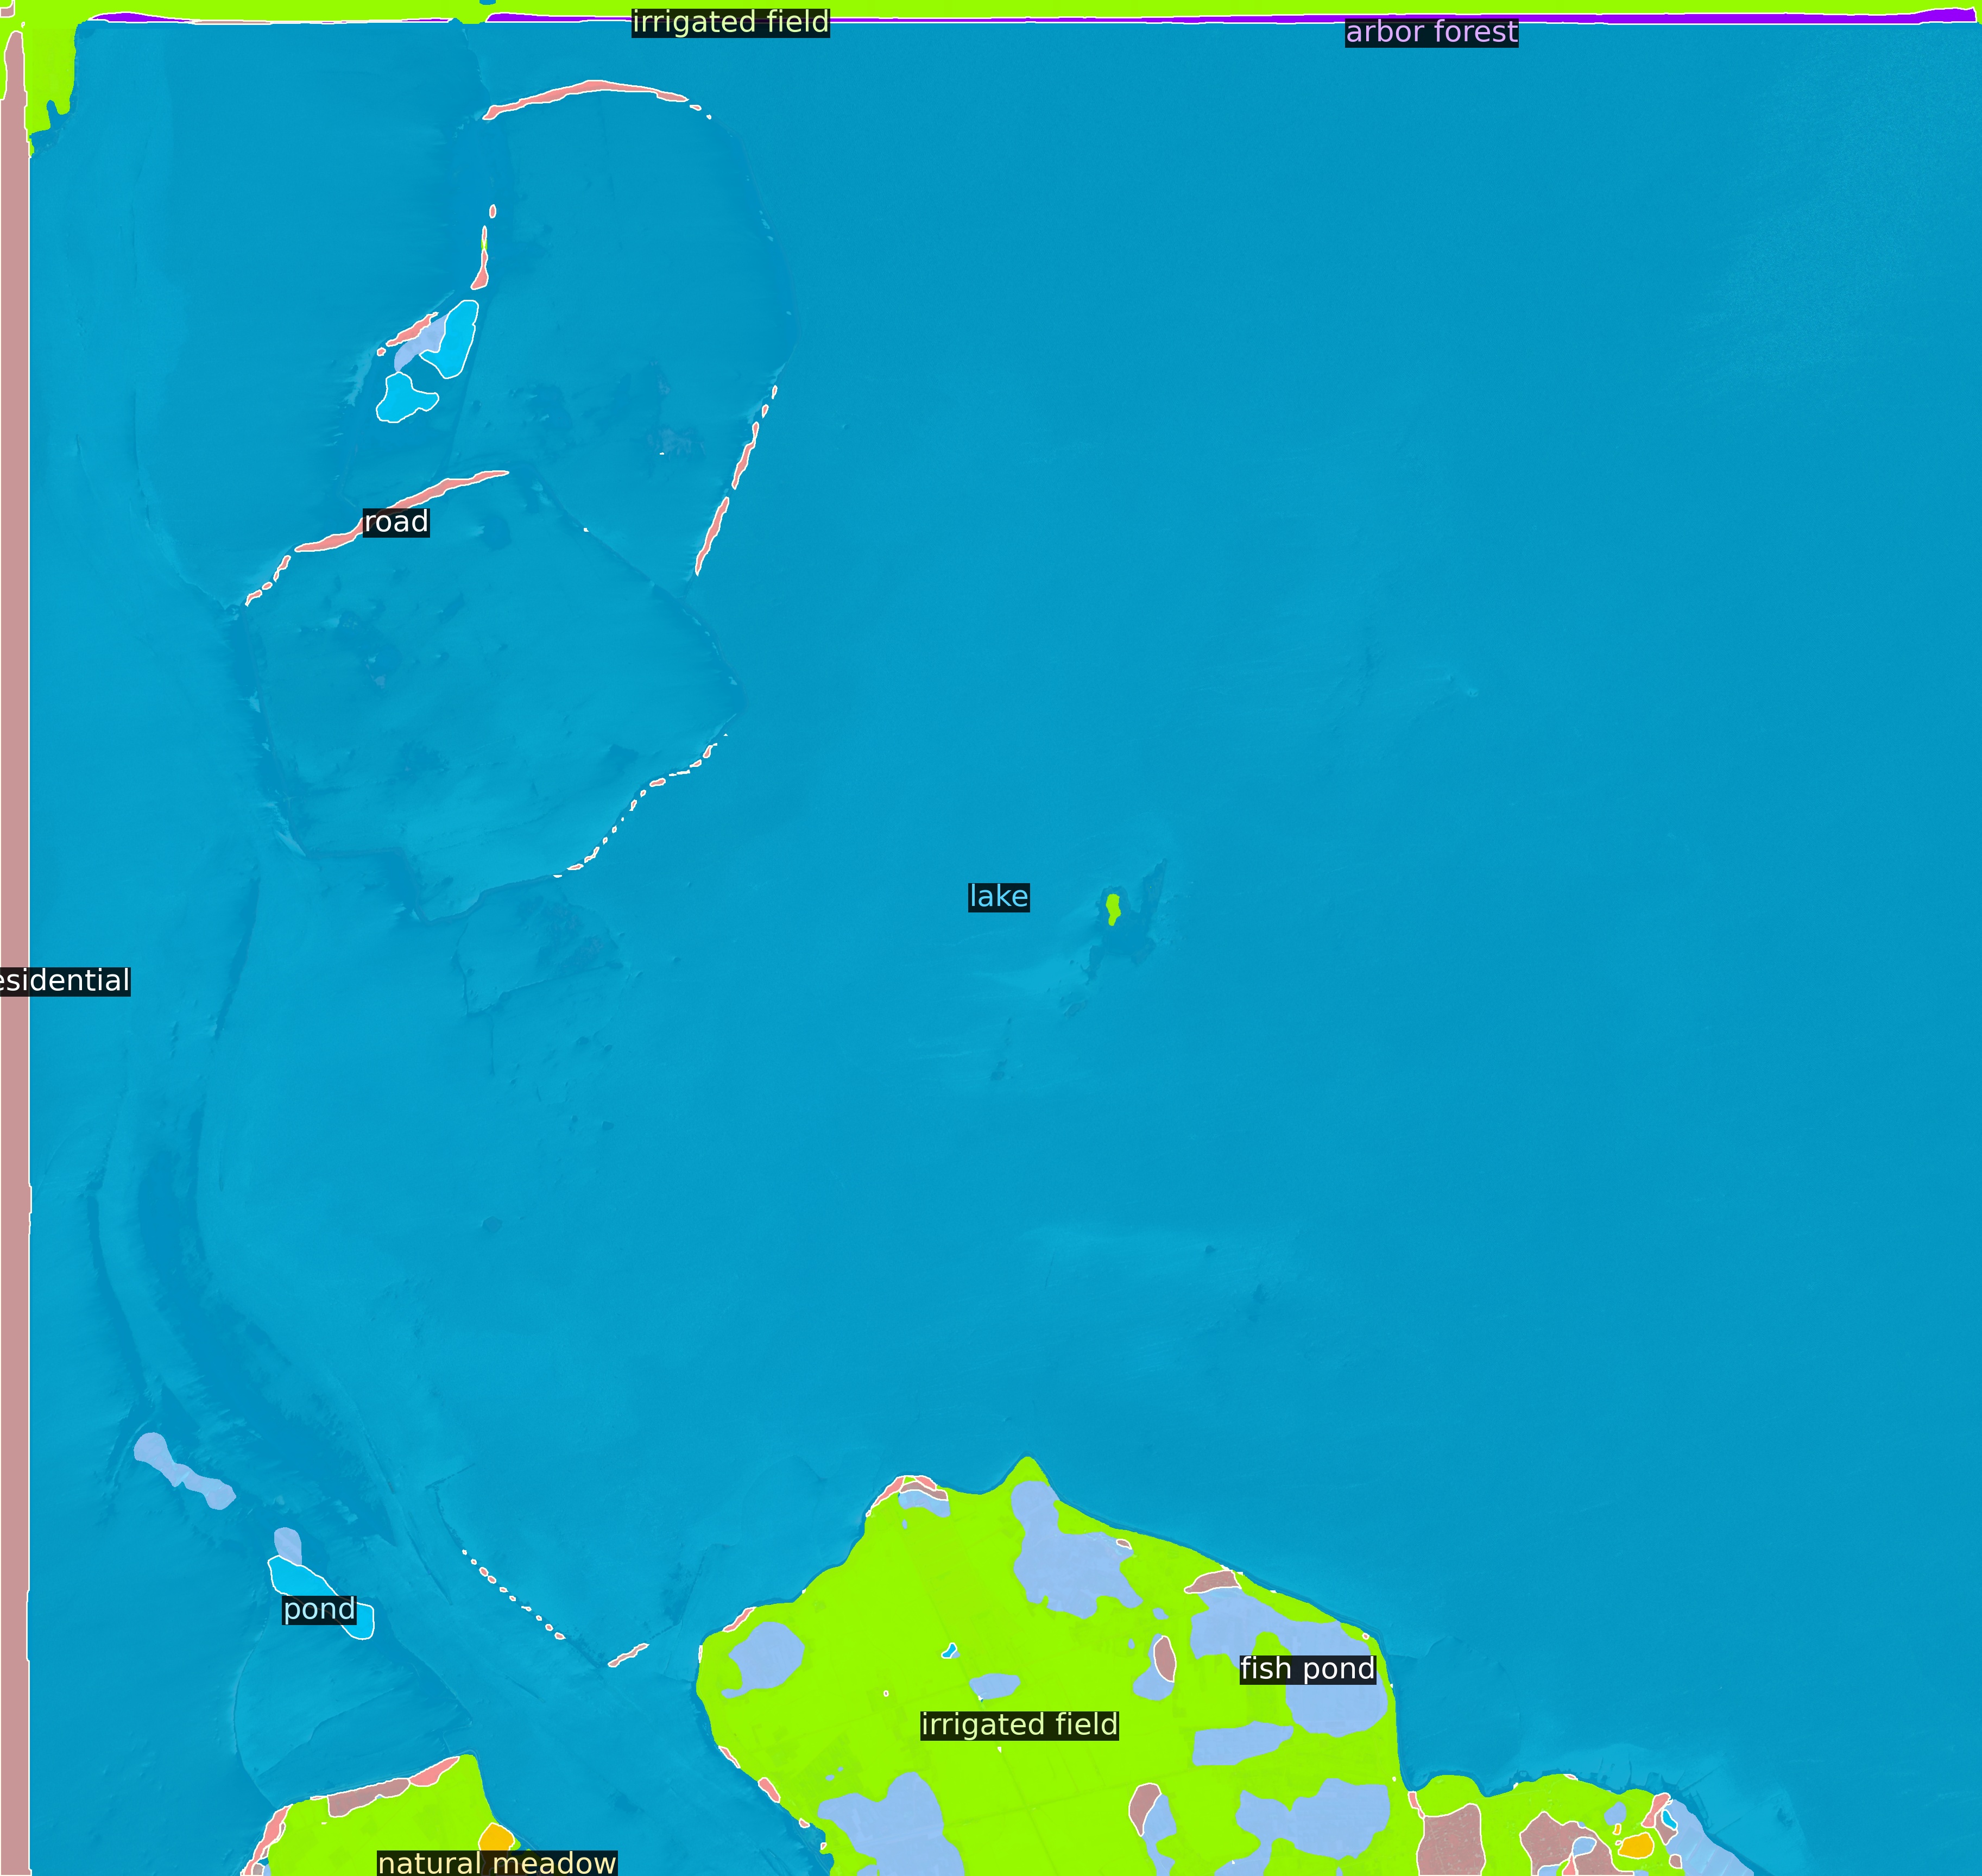 irrigated field
arbor forest
road
lake
esidential
pond
fish pond
irrigated field
natural meadow